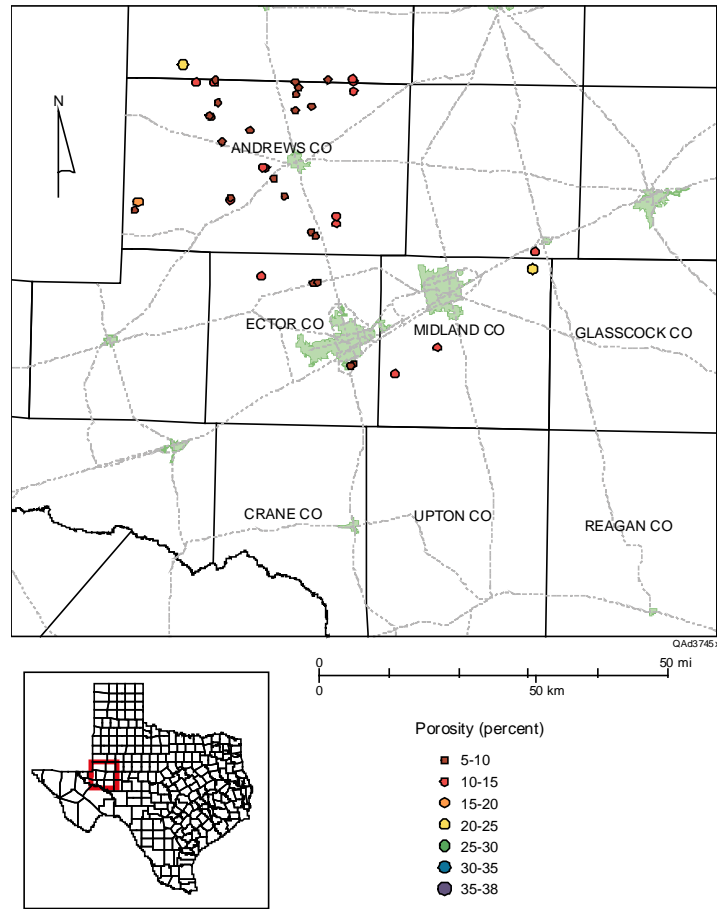 N
ANDREWS CO
ECTOR CO
MIDLAND CO
GLASSCOCK CO
CRANE CO
UPTON CO
REAGAN CO
QAd3745x
0 50 mi
0 50 km
Porosity (percent)
5-10
10-15
15-20
20-25
25-30
30-35
35-38